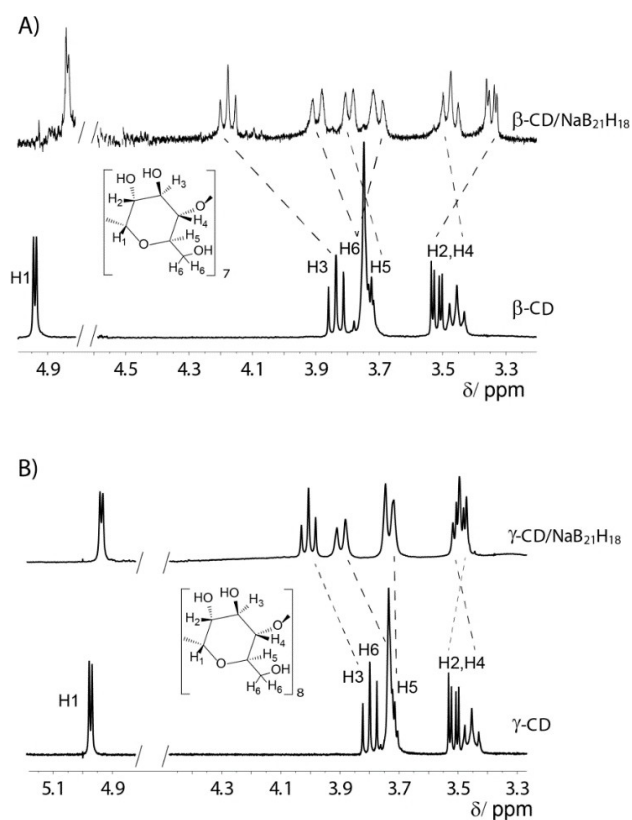 A)
β-CD/NaB21H18
HO HO H3
H2 O
H4
H1 O H5
OH
H6 H6 7
H1
H3 H6 H5 H2,H4
β-CD
4.9 4.5 4.3 4.1 3.9 3.7 3.5 3.3
δ/ ppm
B)
γ-CD/NaB21H18
HO HO H3
H2 O
H4
H1 O H5
OH
H6 H6 8
H1
H6
H3 H5 H2,H4
γ-CD
5.1 4.9 4.3 4.1 3.9 3.7 3.5 3.3
δ/ ppm